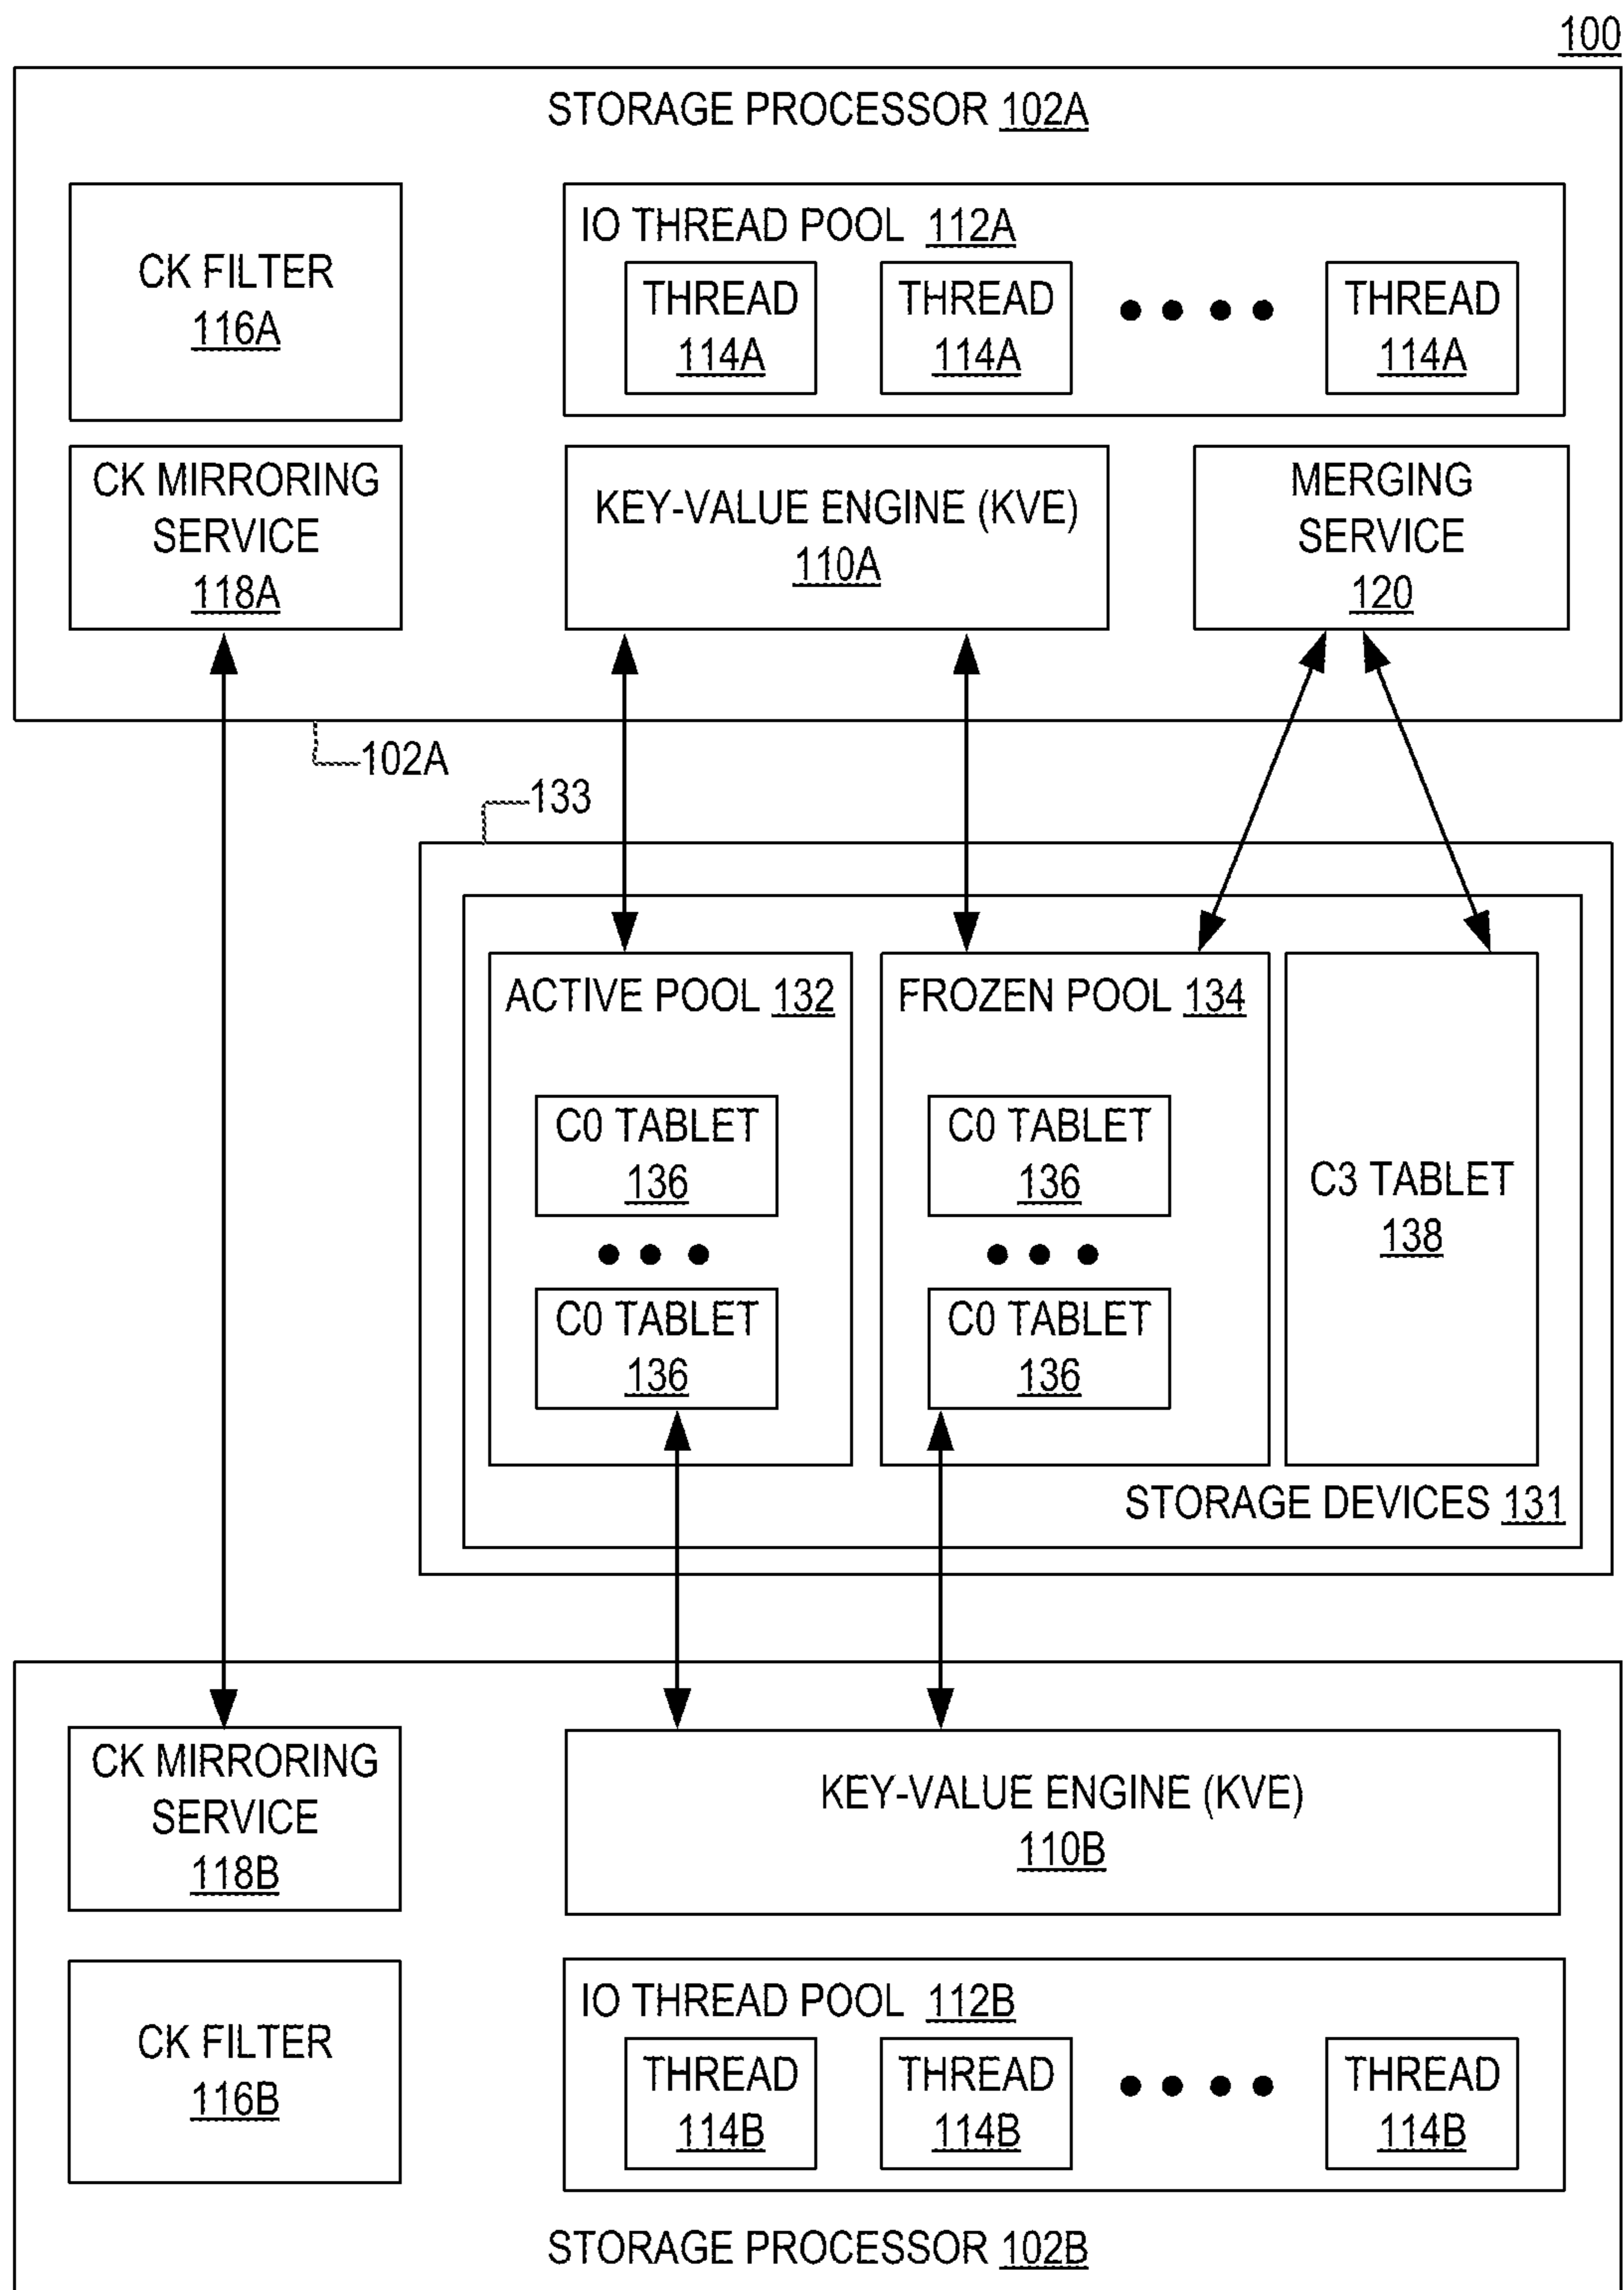 100
STORAGE PROCESSOR 102A
CK FILTER
116A
IO THREAD POOL 112A
THREAD
114A
THREAD
114A
THREAD
114A
CK MIRRORING
SERVICE
118A
KEY-VALUE ENGINE (KVE)
110A
MERGING
SERVICE
120
102A
133
ACTIVE POOL 132
C0 TABLET
136
C0 TABLET
136
FROZEN POOL 134
C0 TABLET
136
C0 TABLET
136
C3 TABLET
138
STORAGE DEVICES 131
CK MIRRORING
SERVICE
118B
KEY-VALUE ENGINE (KVE)
110B
CK FILTER
116B
IO THREAD POOL 112B
THREAD
114B
THREAD
114B
THREAD
114B
STORAGE PROCESSOR 102B